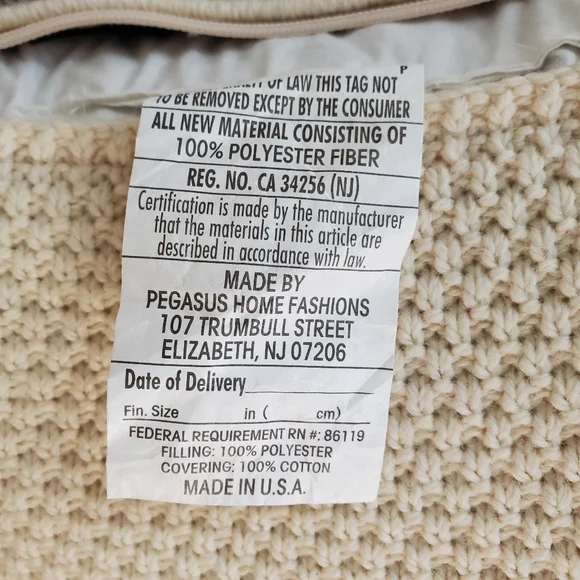 P
OF LAW THIS TAG NOT
TO BE REMOVED EXCEPT BY THE CONSUMER
ALL NEW MATERIAL CONSISTING OF
100% POLYESTER FIBER
REG. NO. CA 34256 (NJ)
Certification is made by the manufacturer
that the materials in this article are
described in accordance with law.
MADE BY
PEGASUS HOME FASHIONS
107 TRUMBULL STREET
ELIZABETH, NJ 07206
Date of Delivery
Fin. Size in ( cm)
FEDERAL REQUIREMENT RN #: 86119
FILLING: 100% POLYESTER
COVERING: 100% COTTON
MADE IN U.S.A.